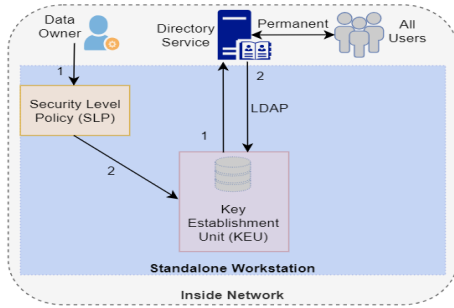 Data
Owner
Directory
Service
Permanent
All
Users
1
2
LDAP
Security Level
Policy (SLP)
1
2
Key
Establishment
Unit (KEU)
Standalone Workstation
Inside Network